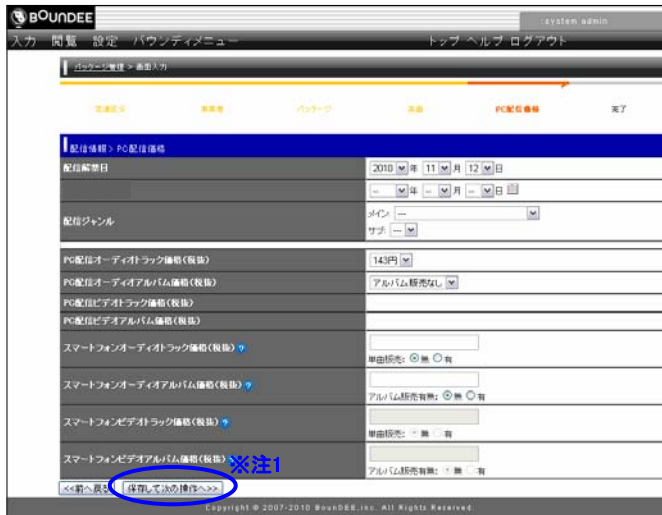 BOUNDEE
:system admin
入力 閲覧 設定 バウンディメニュー トップ ヘルプ ログアウト
パッケージ管理 > 画面入力
音源区分 事業者 パッケージ 楽曲 PC配信価格 完了
配信情報> PC配信価格
配信解禁日 2010 年 11 月 12 日
-- 年 -- 月 -- 日
配信ジャンル メイン: ---
サブ: ---
PC配信オーディオトラック価格(税抜) 143円
PC配信オーディオアルバム価格(税抜) アルバム販売なし
PC配信ビデオトラック価格(税抜)
PC配信ビデオアルバム価格(税抜)
スマートフォンオーディオトラック価格(税抜) ?
単曲販売: 無 有
スマートフォンオーディオアルバム価格(税抜) ?
アルバム販売有無: 無 有
スマートフォンビデオトラック価格(税抜) ?
単曲販売: 無 有
スマートフォンビデオアルバム価格(税抜) ?
アルバム販売有無: 無 有
※注1
<<前へ戻る 保存して次の操作へ>>
Copyright © 2007-2010 BounDEE.inc. All Rights Reserved.